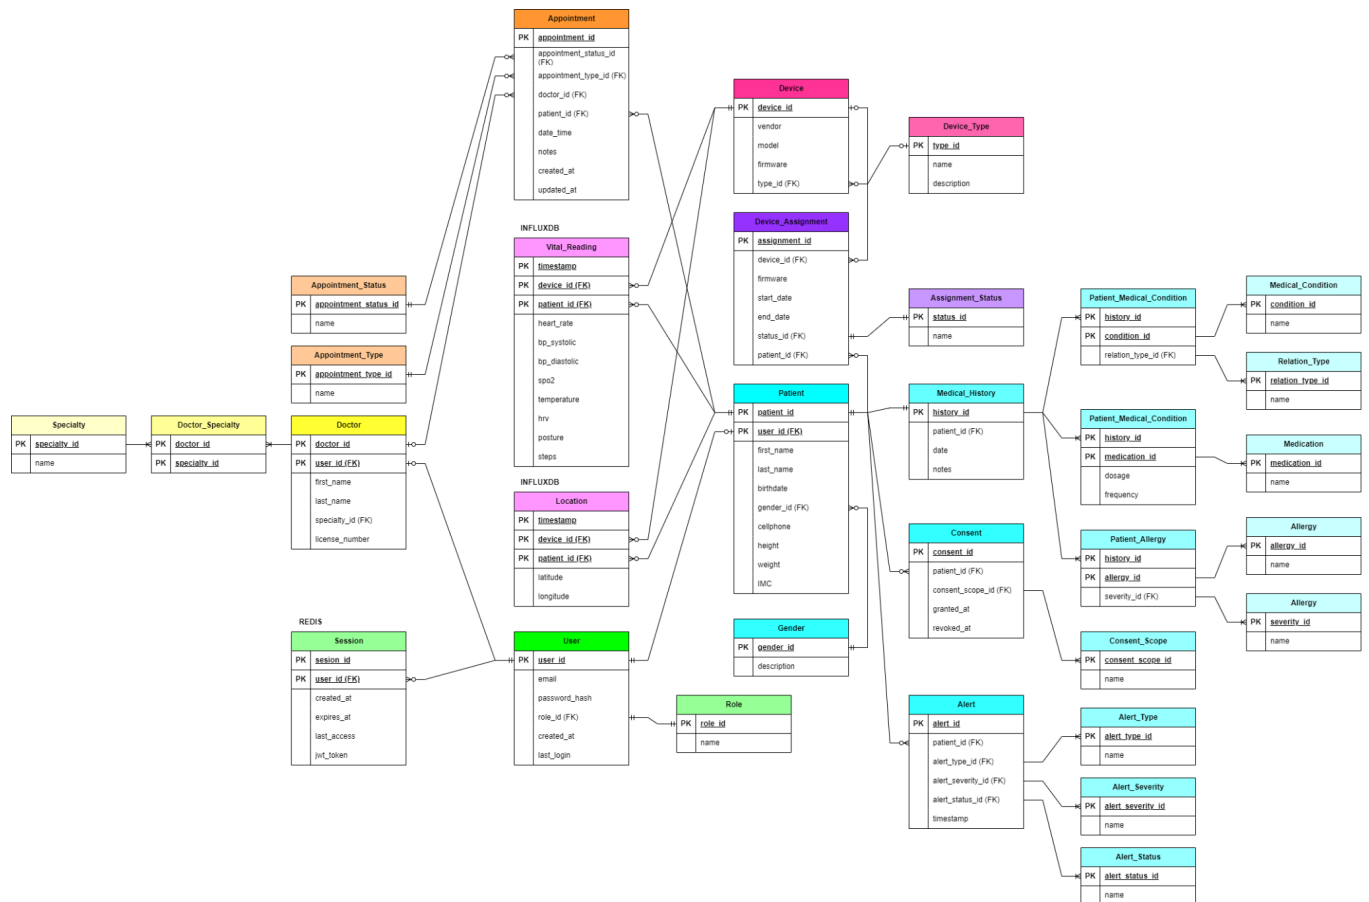 Appointment
PK appointment_id
appointment_status_id
(FK)
appointment_type_id (FK)
doctor_id (FK)
patient_id (FK)
date_time
notes
created_at
updated_at
INFLUXDB
Vital_Reading
PK timestamp
PK device_id (FK)
PK patient_id (FK)
heart_rate
bp_systolic
bp_diastolic
spo2
temperature
hrv
posture
steps
INFLUXDB
Location
PK timestamp
PK device_id (FK)
PK patient_id (FK)
latitude
longitude
Appointment_Status
PK appointment_status_id
name
Appointment_Type
PK appointment_type_id
name
Specialty
PK specialty_id
name
Doctor_Specialty
PK doctor_id
PK specialty_id
Doctor
PK doctor_id
PK user_id (FK)
first_name
last_name
specialty_id (FK)
license_number
REDIS
Session
PK sesion_id
PK user_id (FK)
created_at
expires_at
last_access
jwt_token
User
PK user_id
email
password_hash
role_id (FK)
created_at
last_login
Role
PK role_id
name
Device
PK device_id
vendor
model
firmware
type_id (FK)
Device_Type
PK type_id
name
description
Device_Assignment
PK assignment_id
device_id (FK)
firmware
start_date
end_date
status_id (FK)
patient_id (FK)
Assignment_Status
PK status_id
name
Patient
PK patient_id
PK user_id (FK)
first_name
last_name
birthdate
gender_id (FK)
cellphone
height
weight
IMC
Gender
PK gender_id
description
Medical_History
PK history_id
patient_id (FK)
date
notes
Consent
PK consent_id
patient_id (FK)
consent_scope_id (FK)
granted_at
revoked_at
Alert
PK alert_id
patient_id (FK)
alert_type_id (FK)
alert_severity_id (FK)
alert_status_id (FK)
timestamp
Patient_Medical_Condition
PK history_id
PK condition_id
relation_type_id (FK)
Patient_Medical_Condition
PK history_id
PK medication_id
dosage
frequency
Patient_Allergy
PK history_id
PK allergy_id
severity_id (FK)
Consent_Scope
PK consent_scope_id
name
Alert_Type
PK alert_type_id
name
Alert_Severity
PK alert_severity_id
name
Alert_Status
PK alert_status_id
name
Medical_Condition
PK condition_id
name
Relation_Type
PK relation_type_id
name
Medication
PK medication_id
name
Allergy
PK allergy_id
name
Allergy
PK severity_id
name